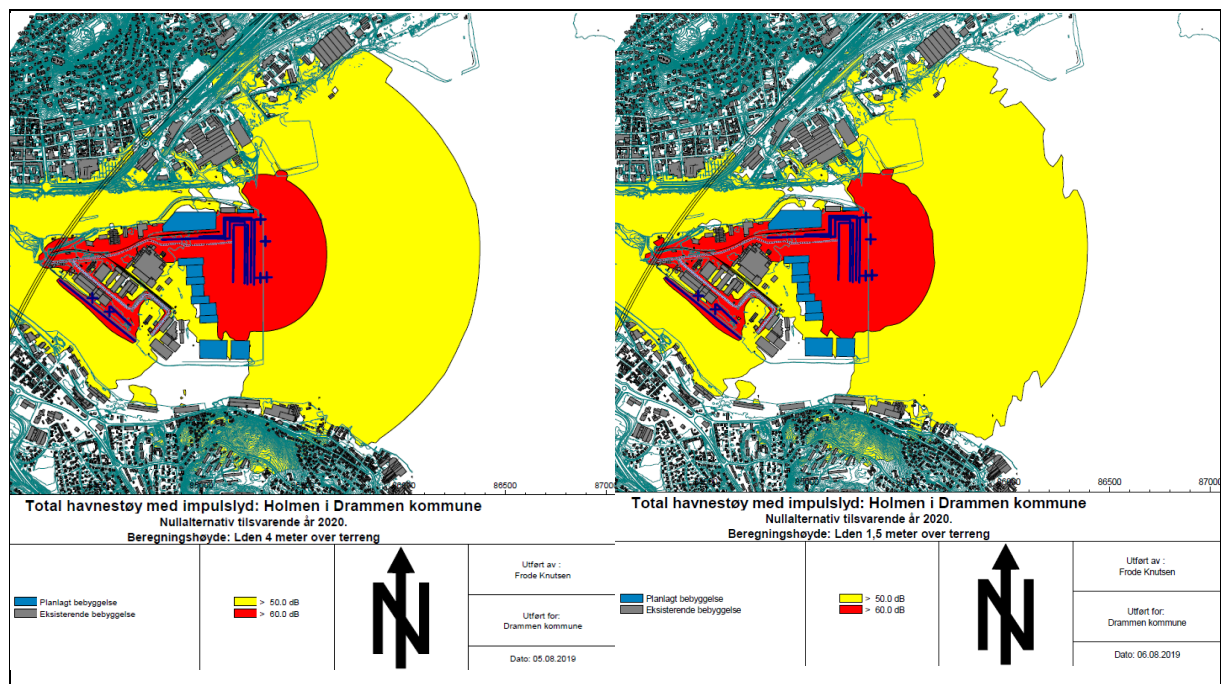 86000
86500
87000
86000
86500
87000
Total havnestøy med impulslyd: Holmen i Drammen kommune
Nullalternativ tilsvarende år 2020.
Beregningshøyde: Lden 4 meter over terreng
Planlagt bebyggelse
Eksisterende bebyggelse
> 50.0 dB
> 60.0 dB
N
Utført av :
Frode Knutsen
Utført for:
Drammen kommune
Dato: 05.08.2019
Total havnestøy med impulslyd: Holmen i Drammen kommune
Nullalternativ tilsvarende år 2020.
Beregningshøyde: Lden 1,5 meter over terreng
Planlagt bebyggelse
Eksisterende bebyggelse
> 50.0 dB
> 60.0 dB
N
Utført av :
Frode Knutsen
Utført for:
Drammen kommune
Dato: 06.08.2019